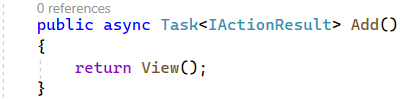 0 references
public async Task<IActionResult> Add()
{
    return View();
}